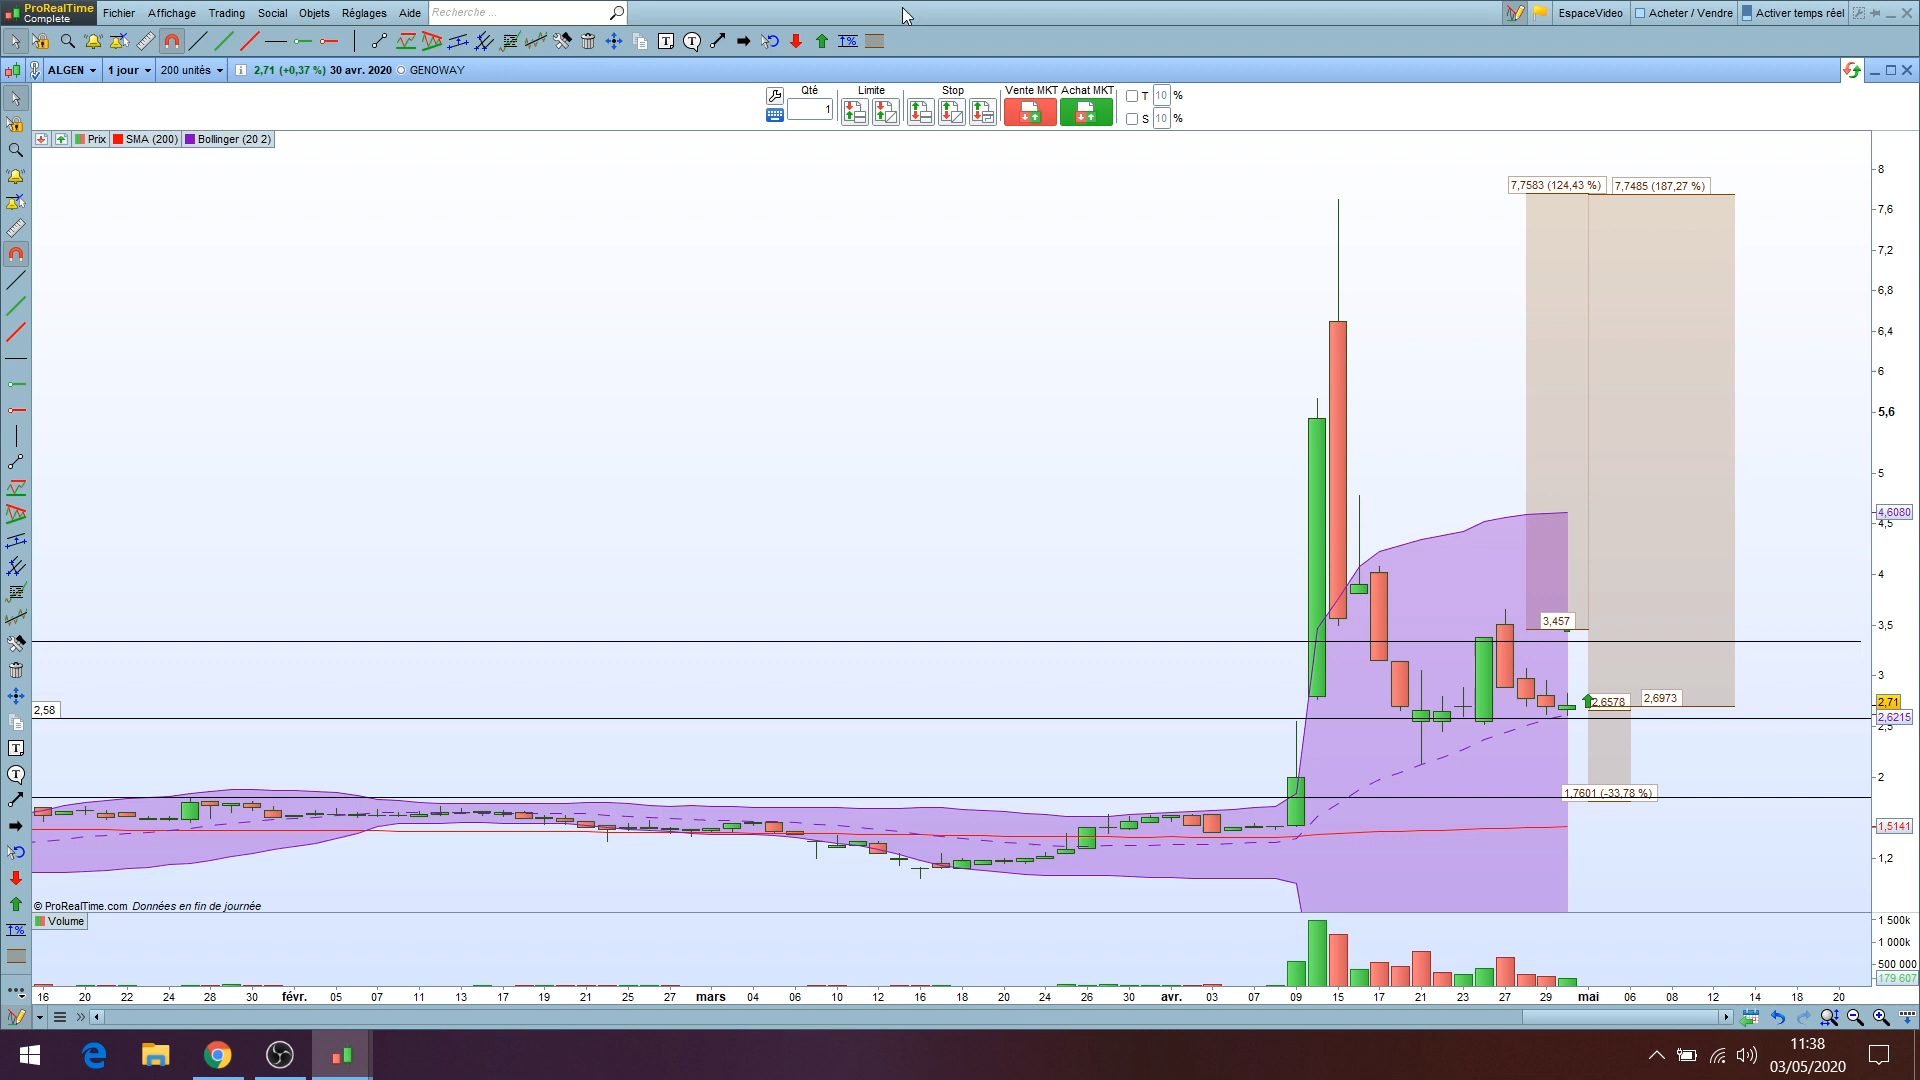 ProRealTime
Complete
Fichier Affichage Trading Social Objets Réglages Aide Recherche ... EspaceVideo Acheter / Vendre Activer temps réel
T T 1%
ALGEN 1 jour 200 unités i 2,71 (+0,37 %) 30 avr. 2020 GENOWAY
Qté Limite Stop Vente MKT Achat MKT T 10 %
1 S 10 %
Prix SMA (200) Bollinger (20 2)
8
7,7583 (124,43 %) 7,7485 (187,27 %)
7,6
7,2
6,8
6,4
6
5,6
5
4,6080
4,5
4
3,457
3,5
3
2,6578 2,6973
2,71
2,58
2,6215
2,5
2
1,7601 (-33,78 %)
1,5141
1,2
© ProRealTime.com Données en fin de journée
Volume
1 500k
1 000k
500 000
179 607
16 20 22 24 28 30 févr. 05 07 11 13 17 19 21 25 27 mars 04 06 10 12 16 18 20 24 26 30 avr. 03 07 09 15 17 21 23 27 29 mai 06 08 12 14 18 20
T
T
1%
11:38
03/05/2020